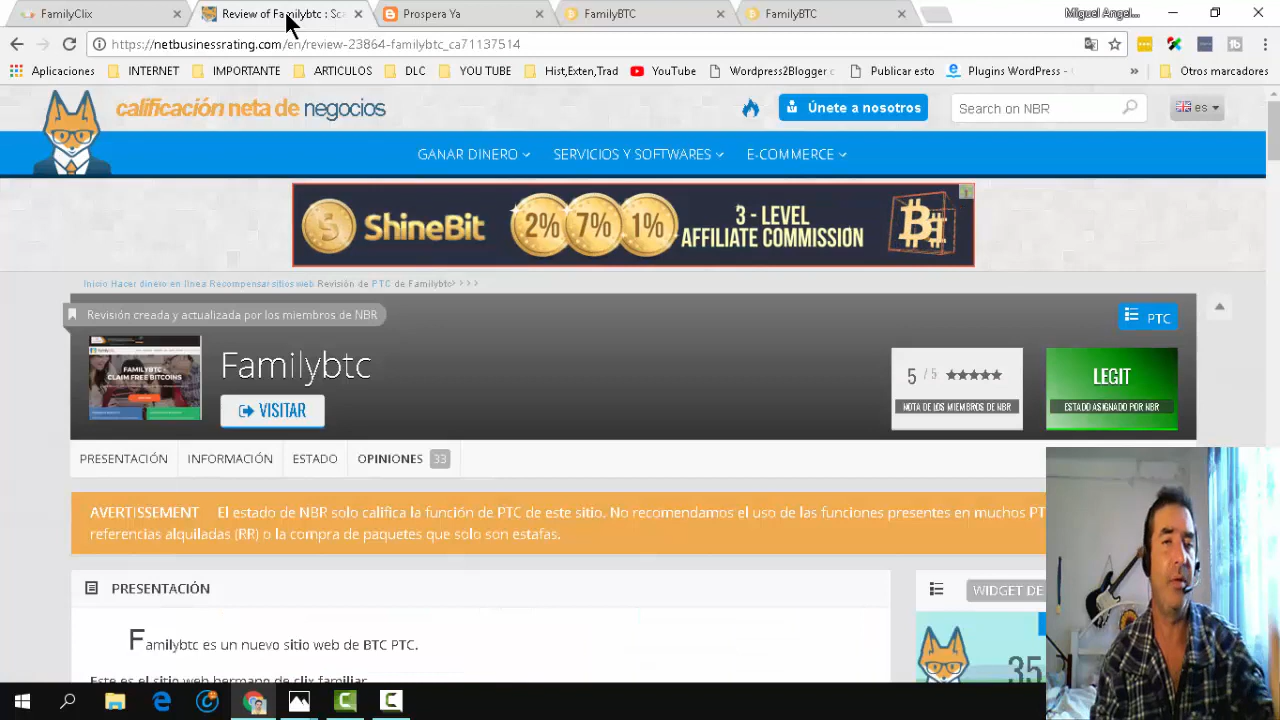 FamilyClix
Review of Familybtc : Sc
Prospera Ya
FamilyBTC
FamilyBTC
Miguel Angel...
https://netbusinessrating.com/en/review-23864-familybtc_ca71137514
Aplicaciones
INTERNET
IMPORTANTE
ARTICULOS
DLC
YOU TUBE
Hist,Exten,Trad
YouTube
Wordpress2Blogger c
Publicar esto
Plugins WordPress -
»
Otros marcadores
calificación neta de negocios
Únete a nosotros
Search on NBR
es
GANAR DINERO
SERVICIOS Y SOFTWARES
E-COMMERCE
ShineBit
2% 7% 1%
3 - LEVEL
AFFILIATE COMMISSION
Inicio Hacer dinero en línea Recompensar sitios web Revisión de PTC de Familybtc> > > >
Revisión creada y actualizada por los miembros de NBR
PTC
Familybtc
FAMILYBTC
CLAIM FREE BITCOINS
VISITAR
5 / 5 ★★★★★
NOTA DE LOS MIEMBROS DE NBR
LEGIT
ESTADO ASIGNADO POR NBR
PRESENTACIÓN
INFORMACIÓN
ESTADO
OPINIONES 33
AVERTISSEMENT El estado de NBR solo califica la función de PTC de este sitio. No recomendamos el uso de las funciones presentes en muchos PT
referencias alquiladas (RR) o la compra de paquetes que solo son estafas.
PRESENTACIÓN
WIDGET DE
Familybtc es un nuevo sitio web de BTC PTC.
Este es el sitio web hermano de clix familiar
35